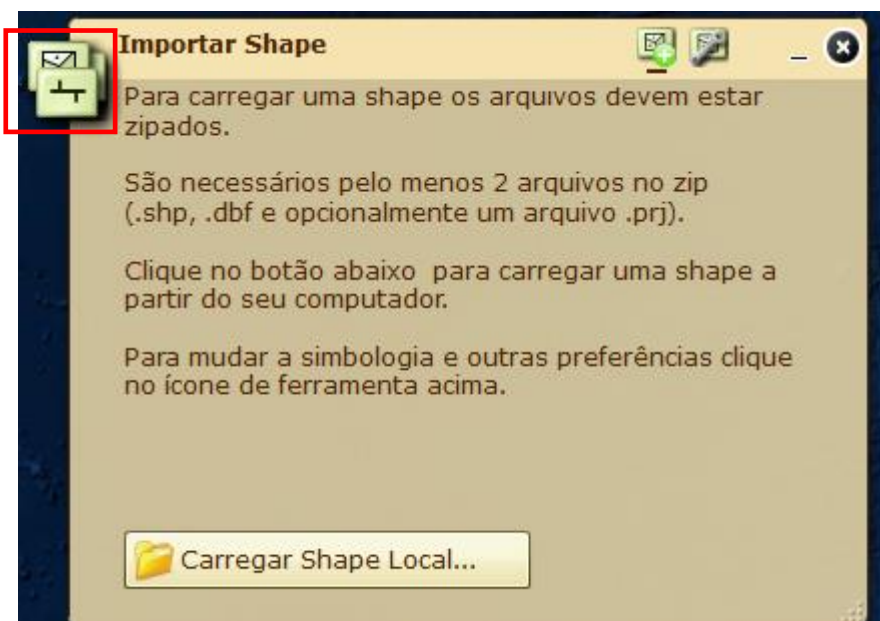 Importar Shape
Para carregar uma shape os arquivos devem estar
zipados.
São necessários pelo menos 2 arquivos no zip
(.shp, .dbf e opcionalmente um arquivo .prj).
Clique no botão abaixo para carregar uma shape a
partir do seu computador.
Para mudar a simbologia e outras preferências clique
no ícone de ferramenta acima.
Carregar Shape Local...